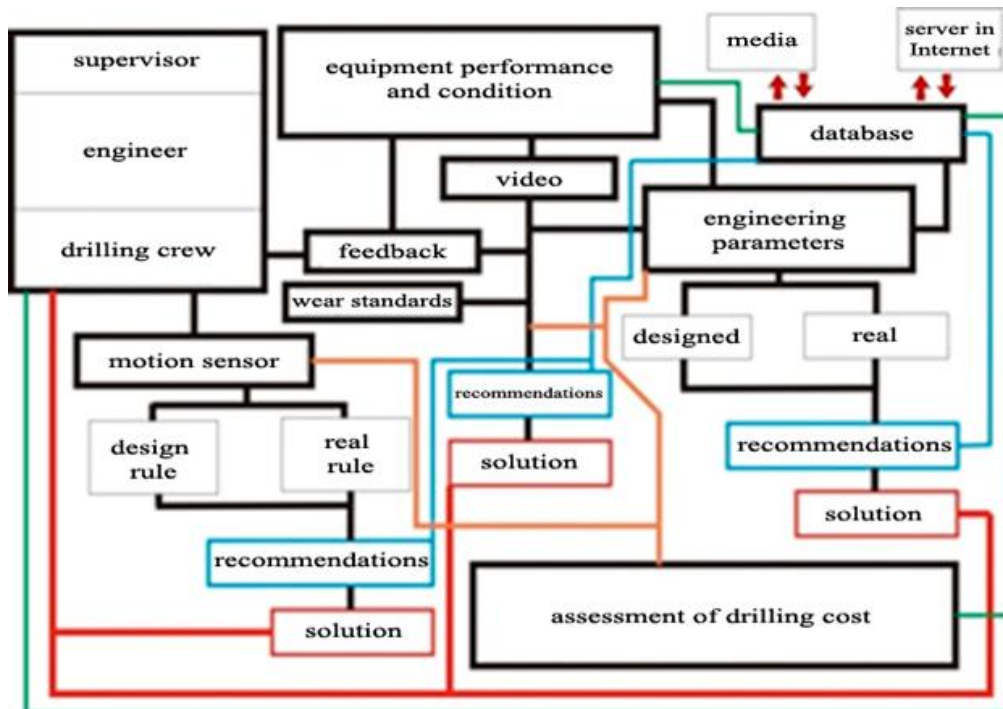 supervisor
engineer
drilling crew
equipment performance
and condition
media
server in
Internet
database
video
feedback
wear standards
engineering
parameters
designed
real
motion sensor
design
rule
real
rule
recommendations
solution
recommendations
solution
recommendations
solution
assessment of drilling cost